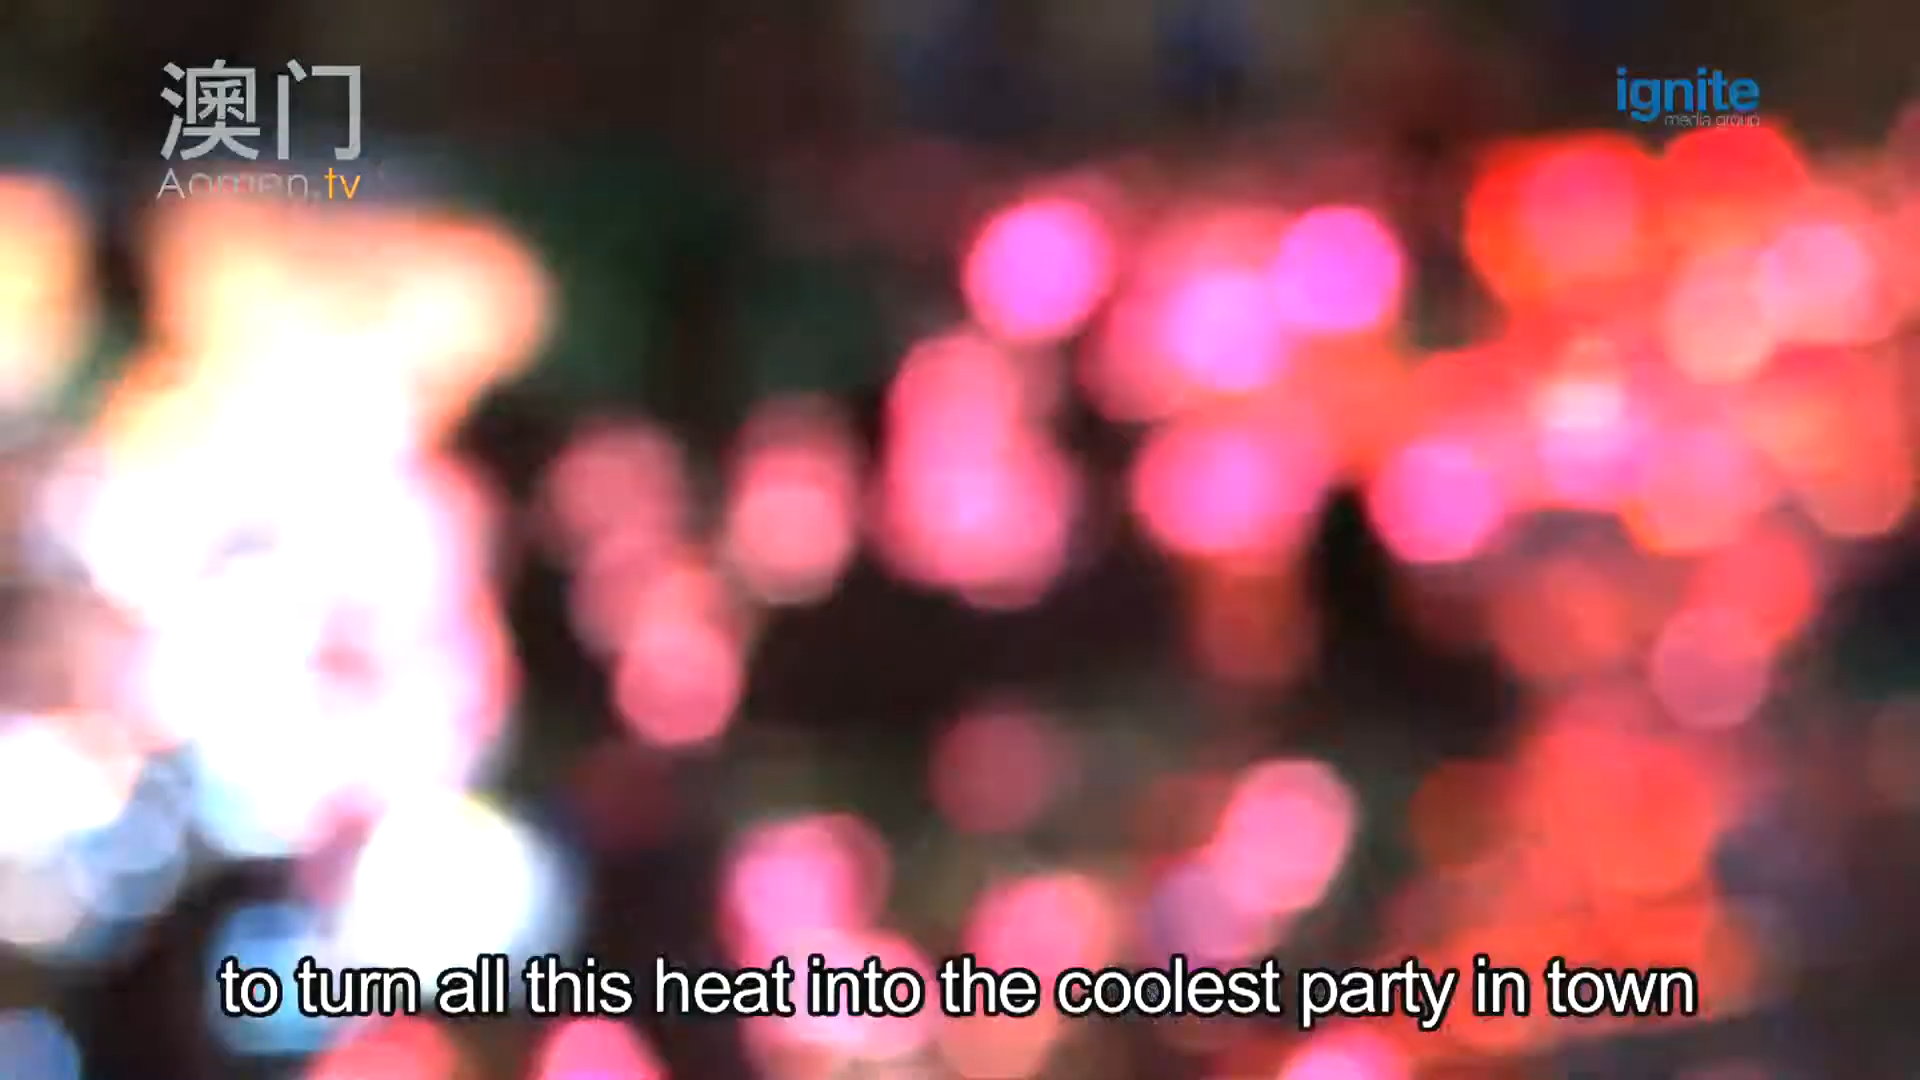 澳门
Aomen.tv
ignite
media group
to turn all this heat into the coolest party in town